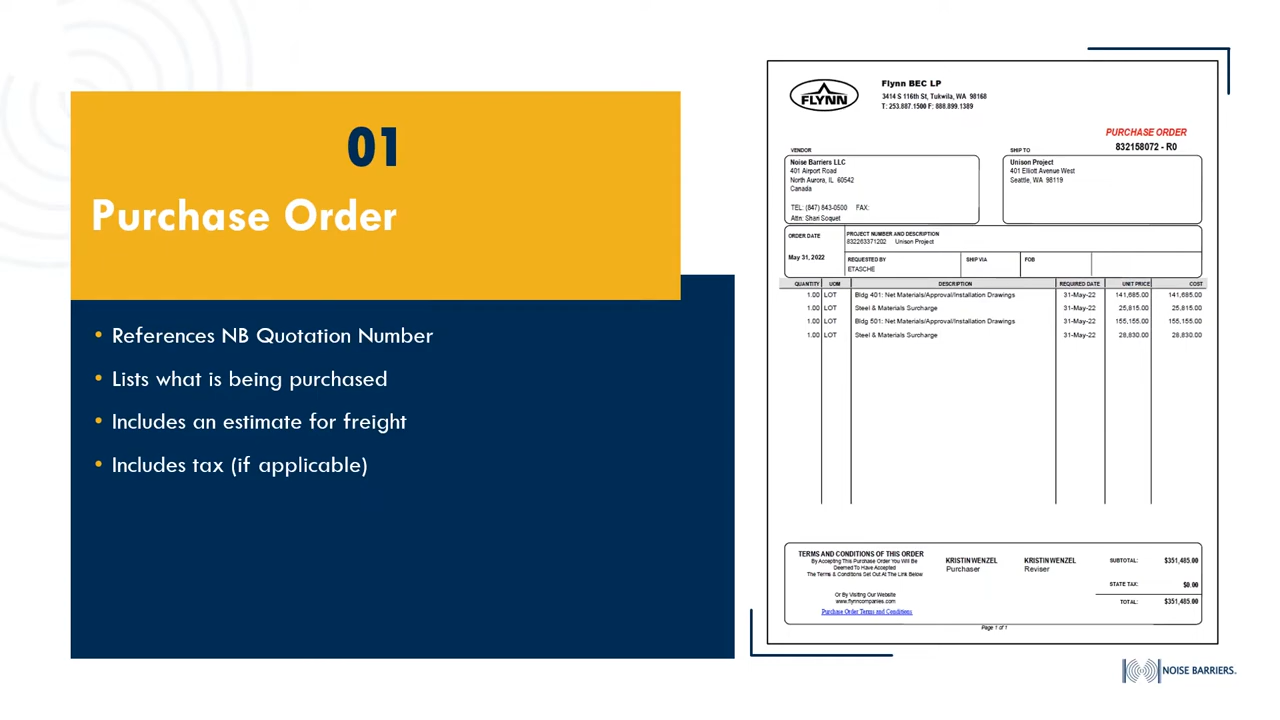 01
Purchase Order
• References NB Quotation Number
• Lists what is being purchased
• Includes an estimate for freight
• Includes tax (if applicable)
FLYNN
Flynn BEC LP
3414 S 116th St, Tukwila, WA 98168
T: 253.887.1500 F: 888.899.1389
PURCHASE ORDER
832158072 - R0
VENDOR
Noise Barriers LLC
401 Airport Road
North Aurora, IL 60542
Canada
TEL: (847) 843-0500 FAX:
Attn: Shari Soquet
SHIP TO
Unison Project
401 Elliott Avenue West
Seattle, WA 98119
ORDER DATE
May 31, 2022
PROJECT NUMBER AND DESCRIPTION
832263371202 Unison Project
REQUESTED BY SHIP VIA FOB
ETASCHE
QUANTITY UOM DESCRIPTION REQUIRED DATE UNIT PRICE COST
1.00 LOT Bldg 401: Net Materials/Approval/Installation Drawings 31-May-22 141,685.00 141,685.00
1.00 LOT Steel & Materials Surcharge 31-May-22 25,815.00 25,815.00
1.00 LOT Bldg 501: Net Materials/Approval/Installation Drawings 31-May-22 155,155.00 155,155.00
1.00 LOT Steel & Materials Surcharge 31-May-22 28,830.00 28,830.00
TERMS AND CONDITIONS OF THIS ORDER
By Accepting This Purchase Order You Will Be
Deemed To Have Accepted
The Terms & Conditions Set Out At The Link Below
Or By Visiting Our Website
www.flynncompanies.com
Purchase Order Terms and Conditions
KRISTIN WENZEL
Purchaser
KRISTIN WENZEL
Reviser
SUBTOTAL: $351,485.00
STATE TAX: $0.00
TOTAL: $351,485.00
Page 1 of 1
NOISE BARRIERS